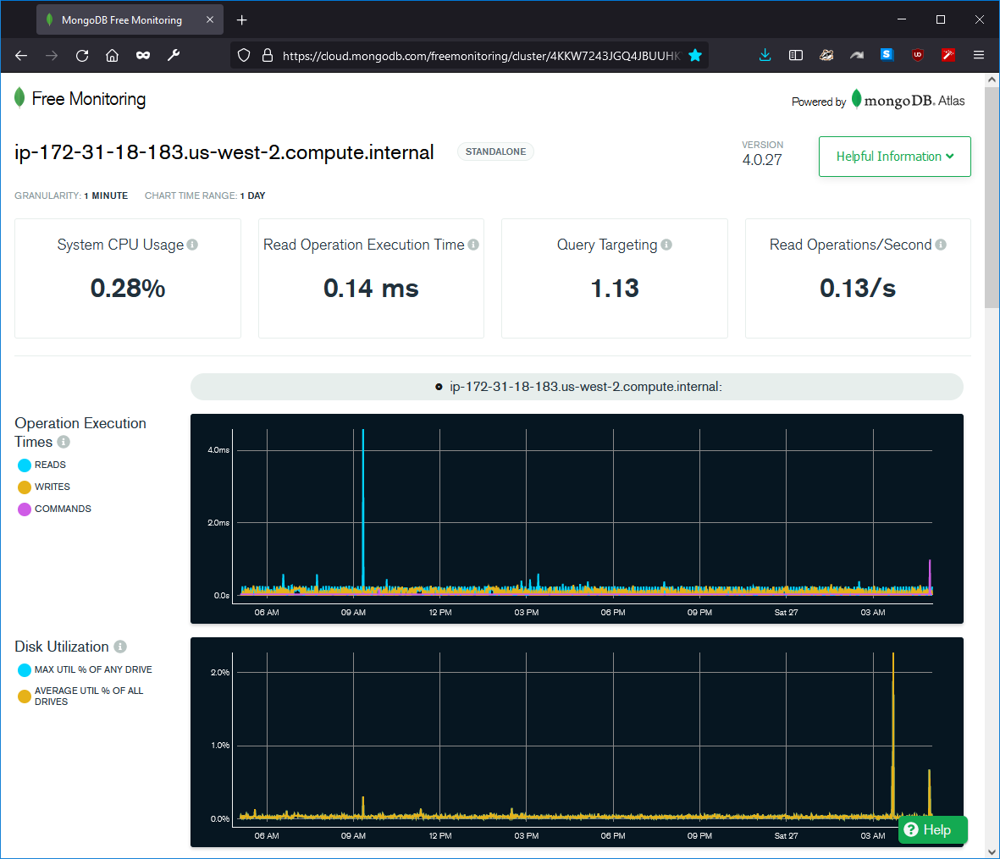 MongoDB Free Monitoring
https://cloud.mongodb.com/freemonitoring/cluster/4KKW7243JGQ4JBUUHK
Free Monitoring
Powered by mongoDB. Atlas
ip-172-31-18-183.us-west-2.compute.internal
STANDALONE
VERSION
4.0.27
Helpful Information
GRANULARITY: 1 MINUTE CHART TIME RANGE: 1 DAY
System CPU Usage
0.28%
Read Operation Execution Time
0.14 ms
Query Targeting
1.13
Read Operations/Second
0.13/s
ip-172-31-18-183.us-west-2.compute.internal:
Operation Execution
Times
READS
WRITES
COMMANDS
4.0ms
2.0ms
0.0s
06 AM 09 AM 12 PM 03 PM 06 PM 09 PM Sat 27 03 AM
Disk Utilization
MAX UTIL % OF ANY DRIVE
AVERAGE UTIL % OF ALL
DRIVES
2.0%
1.0%
0.0%
06 AM 09 AM 12 PM 03 PM 06 PM 09 PM Sat 27 03 AM
Help